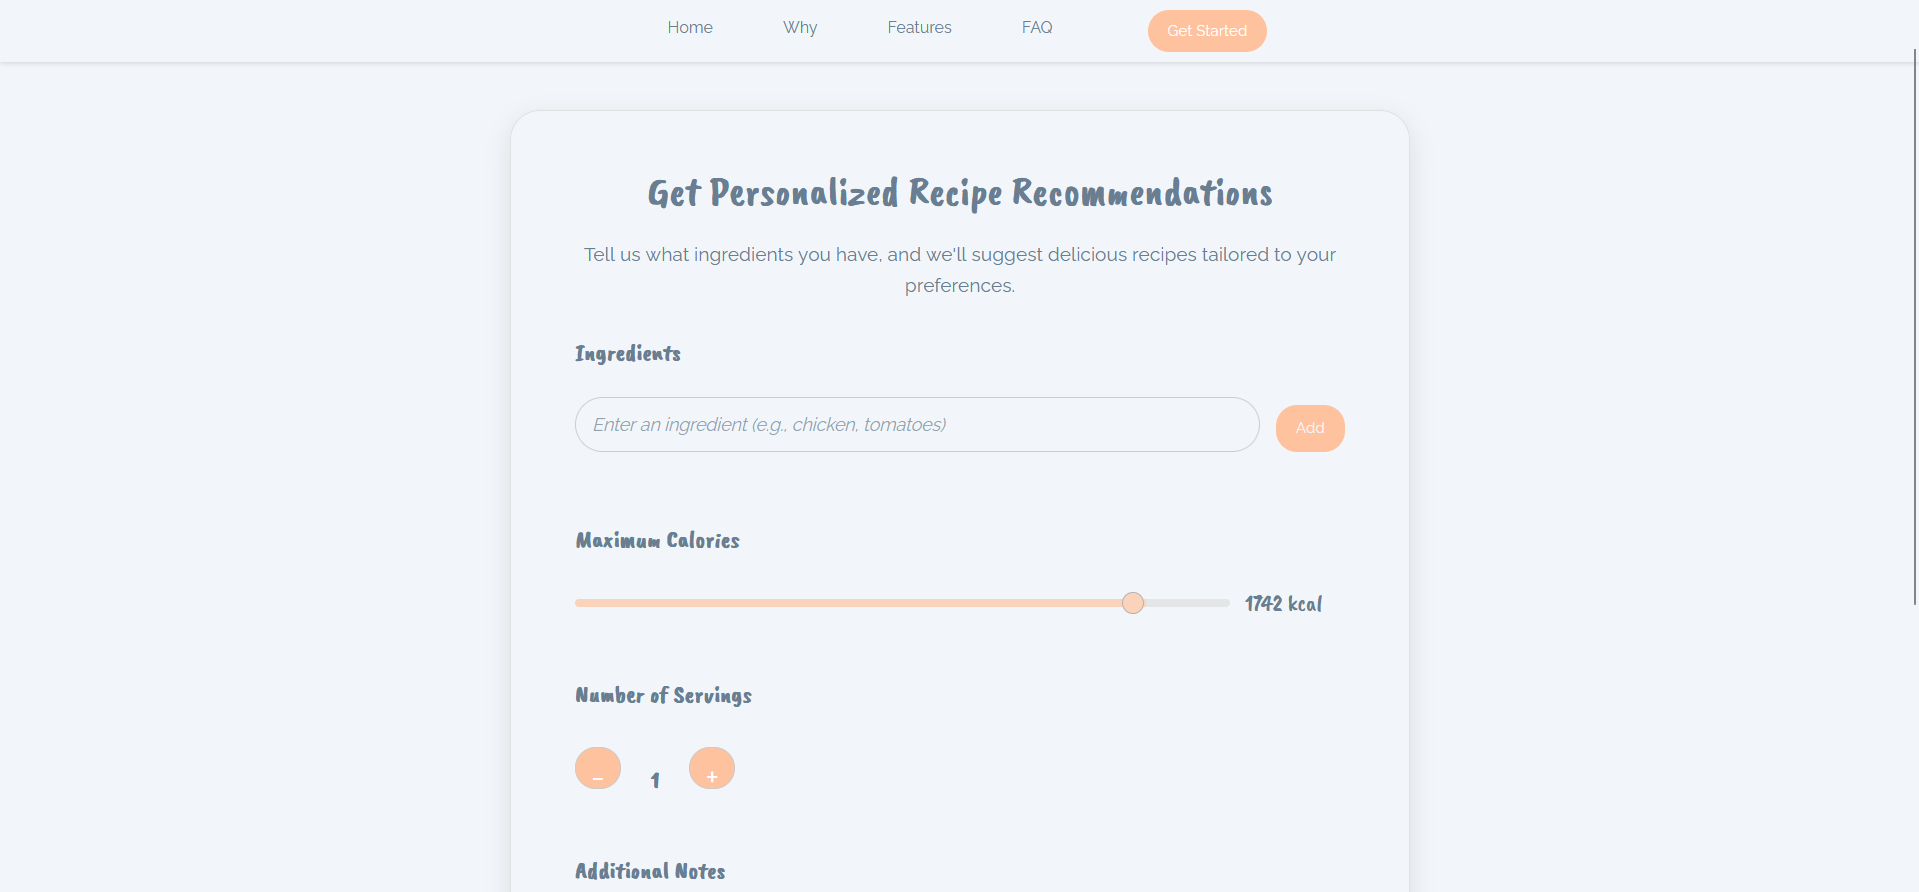 Home Why Features FAQ Get Started
Get Personalized Recipe Recommendations
Tell us what ingredients you have, and we'll suggest delicious recipes tailored to your
preferences.
Ingredients
Enter an ingredient (e.g., chicken, tomatoes) Add
Maximum Calories
1742 kcal
Number of Servings
- 1 +
Additional Notes